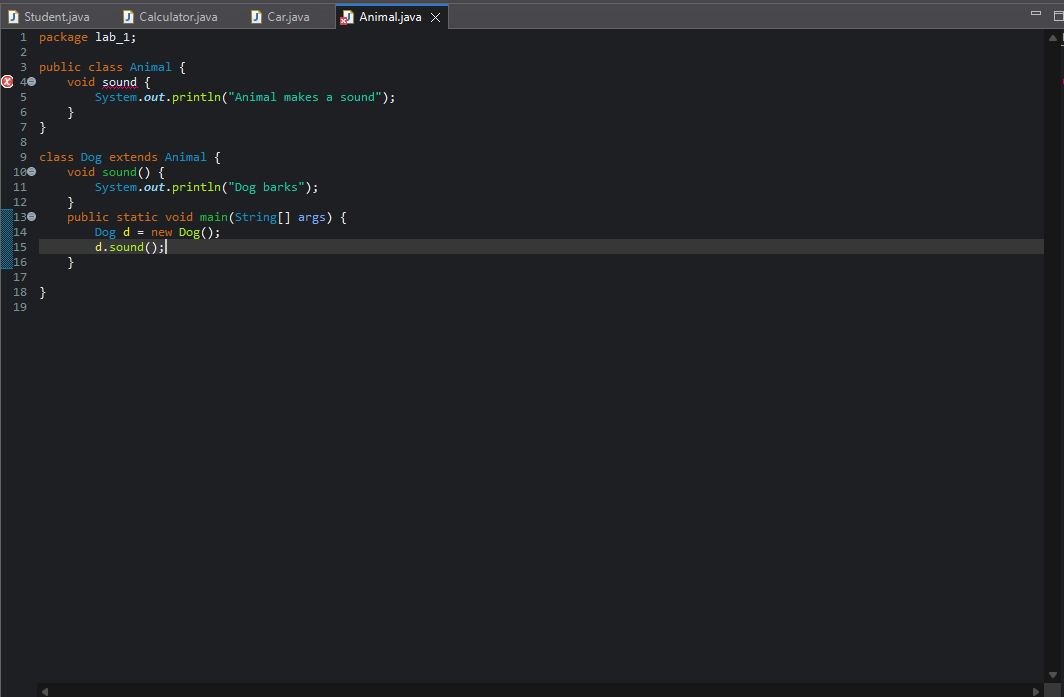 Student.java Calculator.java Car.java Animal.java
1 package lab_1;
2
3 public class Animal {
4 void sound {
5 System.out.println("Animal makes a sound");
6 }
7 }
8
9 class Dog extends Animal {
10 void sound() {
11 System.out.println("Dog barks");
12 }
13 public static void main(String[] args) {
14 Dog d = new Dog();
15 d.sound();
16 }
17
18 }
19